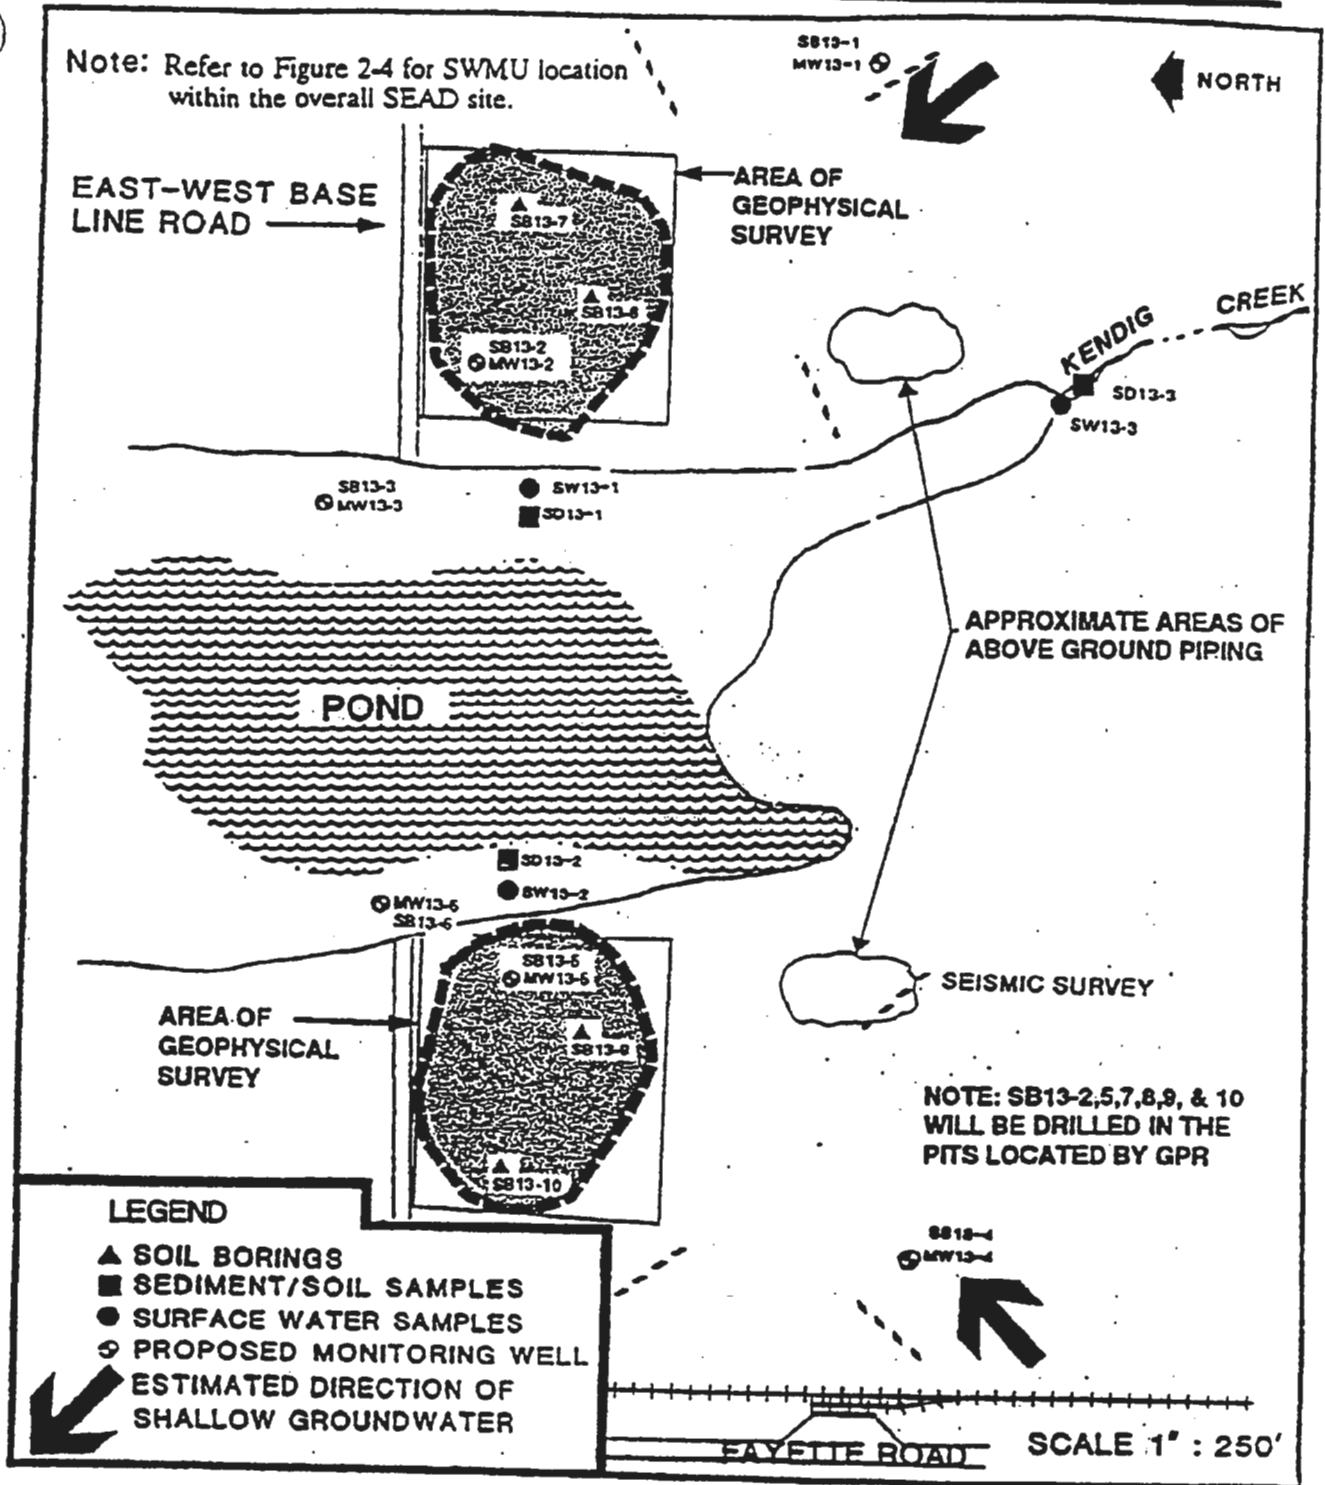 Note: Refer to Figure 2-4 for SWMU location
within the overall SEAD site.
SB13-1
MW13-1
NORTH
EAST-WEST BASE
LINE ROAD
AREA OF
GEOPHYSICAL
SURVEY
SB13-7
SB13-2
MW13-2
KENDIG CREEK
SD13-3
SW13-3
SB13-3
MW13-3
SW13-1
SD13-1
APPROXIMATE AREAS OF
ABOVE GROUND PIPING
POND
SD13-2
SW13-2
MW13-6
SB13-6
SB13-5
MW13-5
SB13-9
SEISMIC SURVEY
AREA OF
GEOPHYSICAL
SURVEY
NOTE: SB13-2,5,7,8,9, & 10
WILL BE DRILLED IN THE
PITS LOCATED BY GPR
SB13-10
SB13-4
MW13-4
LEGEND
SOIL BORINGS
SEDIMENT/SOIL SAMPLES
SURFACE WATER SAMPLES
PROPOSED MONITORING WELL
ESTIMATED DIRECTION OF
SHALLOW GROUNDWATER
FAYETTE ROAD
SCALE 1" : 250'